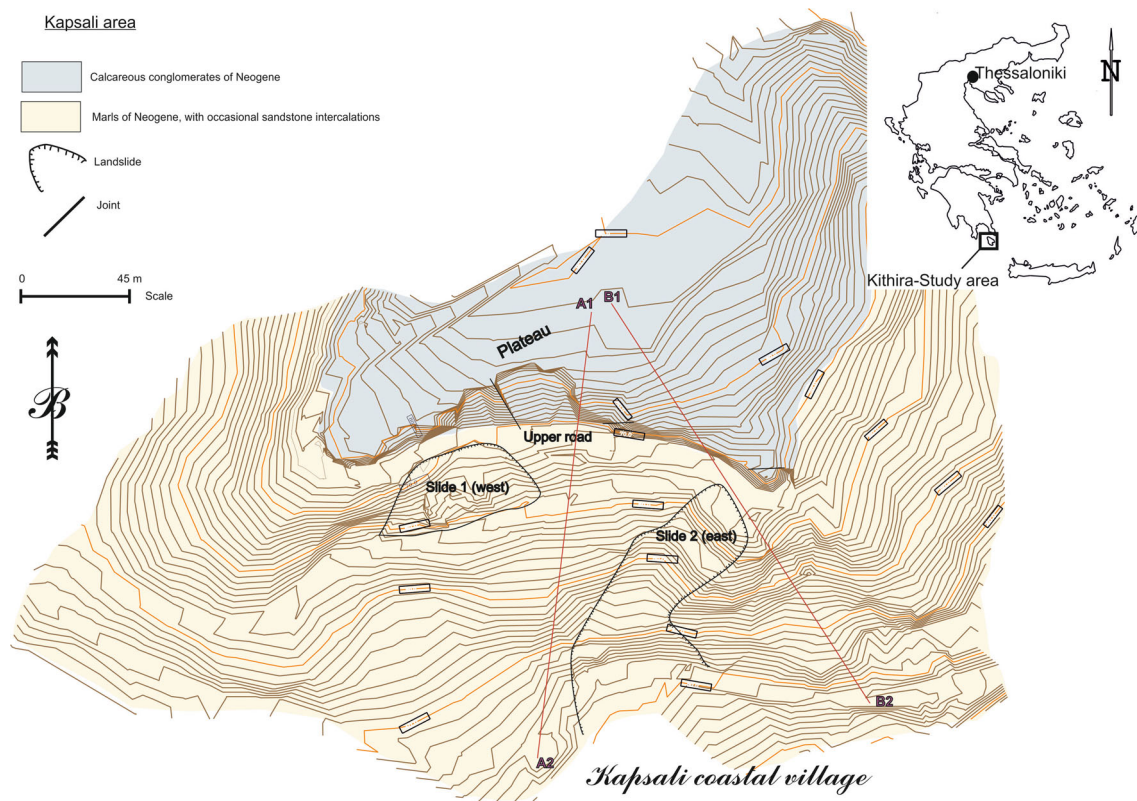 Kapsali area
Calcareous conglomerates of Neogene
Marls of Neogene, with occasional sandstone intercalations
Landslide
Joint
0 45 m
Scale
Thessaloniki
N
Kithira-Study area
B
A1
B1
Plateau
Upper road
Slide 1 (west)
Slide 2 (east)
B2
A2
Kapsali coastal village